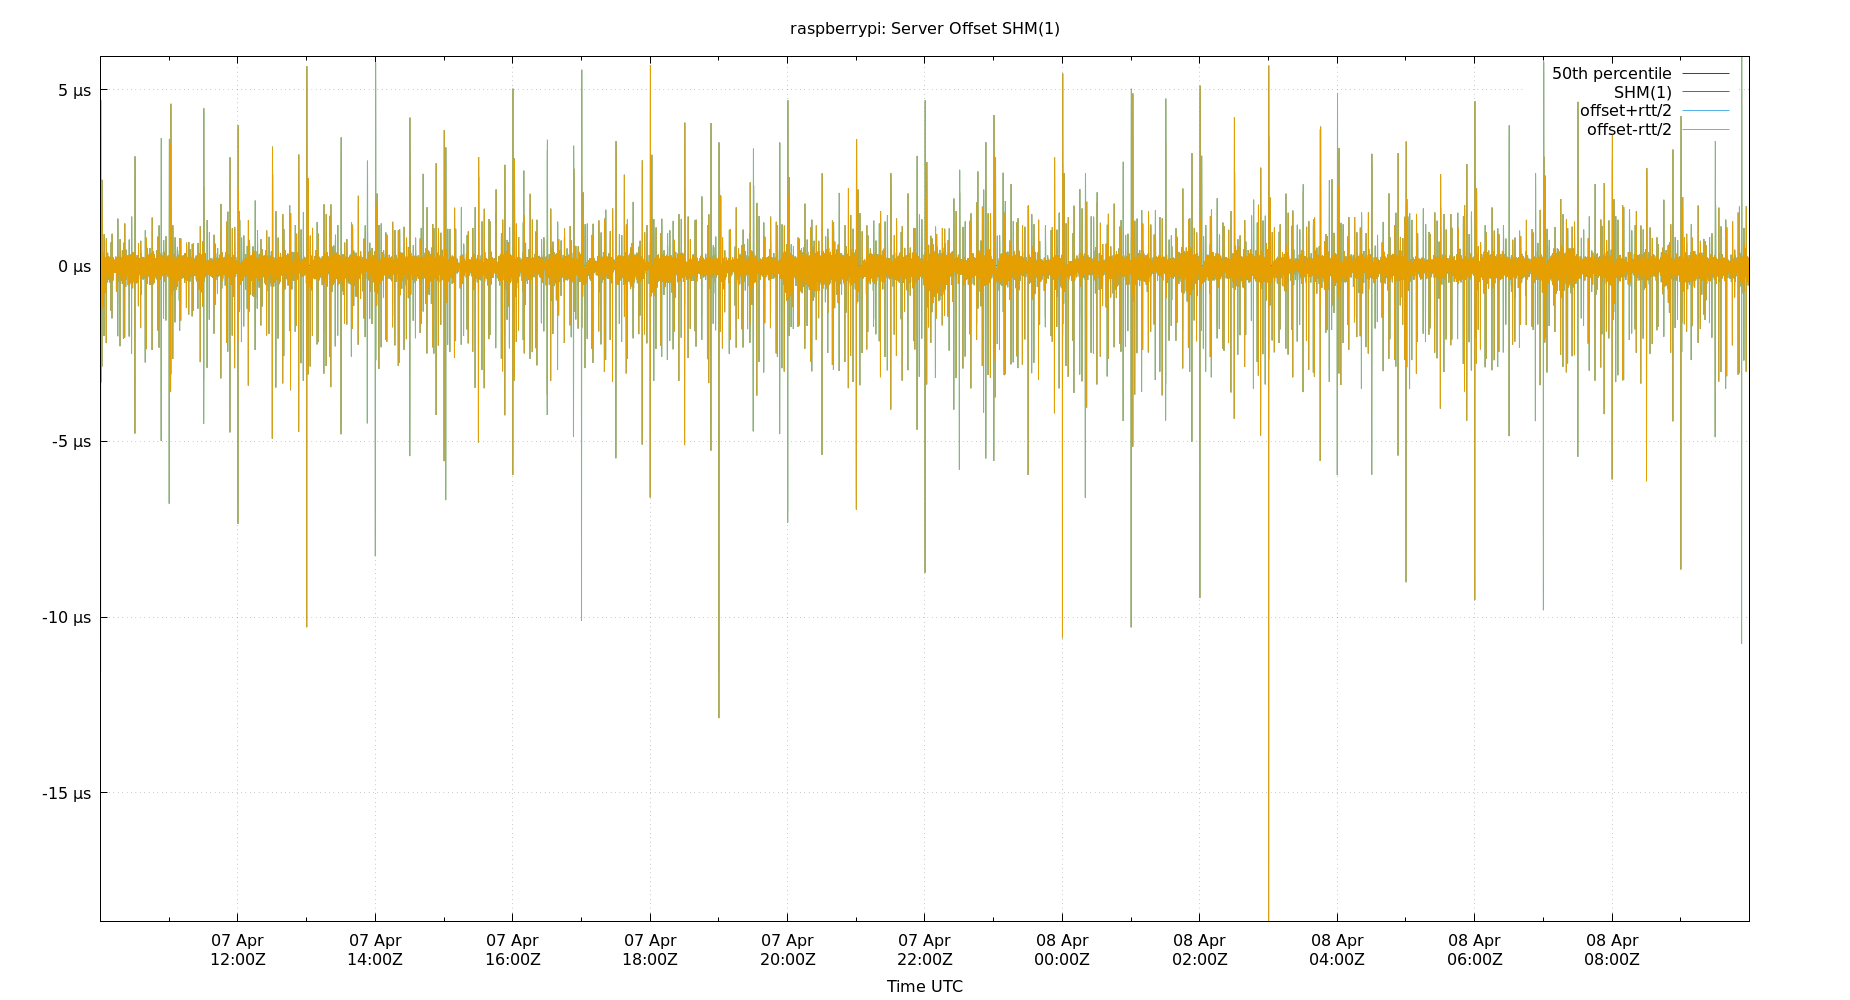 raspberrypi: Server Offset SHM(1)
50th percentile
SHM(1)
offset+rtt/2
offset-rtt/2
5 µs
0 µs
-5 µs
-10 µs
-15 µs
07 Apr 07 Apr 07 Apr 07 Apr 07 Apr 07 Apr 08 Apr 08 Apr 08 Apr 08 Apr 08 Apr
12:00Z 14:00Z 16:00Z 18:00Z 20:00Z 22:00Z 00:00Z 02:00Z 04:00Z 06:00Z 08:00Z
Time UTC